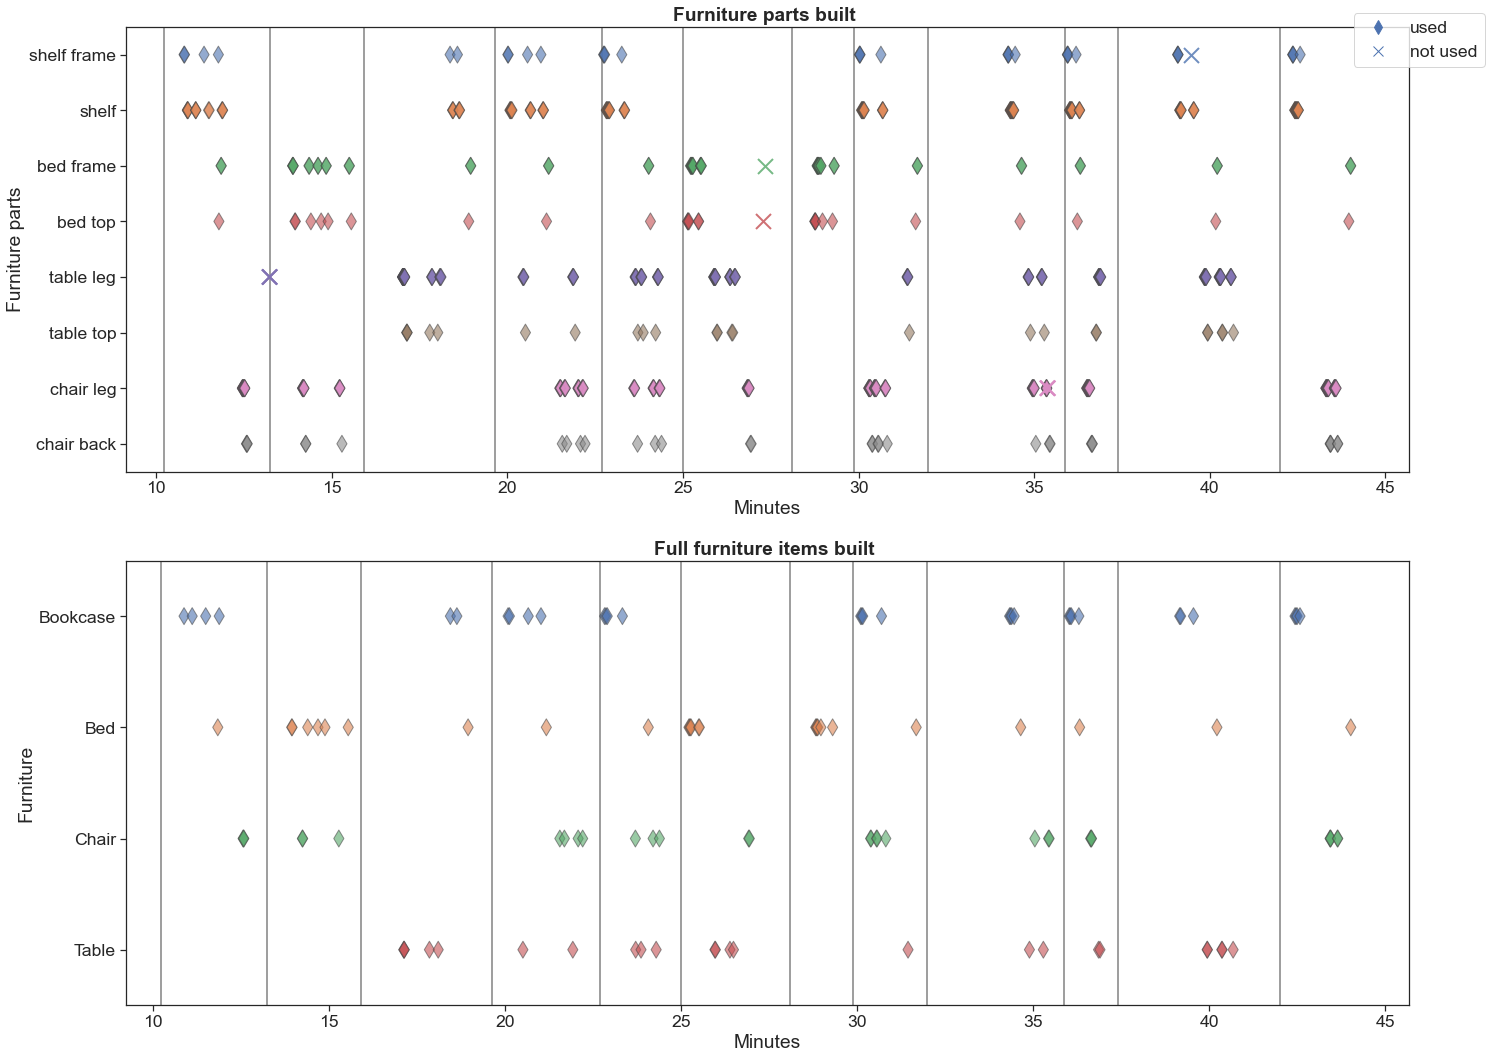 Furniture parts built
used
not used
shelf frame
shelf
bed frame
bed top
table leg
table top
chair leg
chair back
Furniture parts
10 15 20 25 30 35 40 45
Minutes
Full furniture items built
Bookcase
Bed
Chair
Table
Furniture
10 15 20 25 30 35 40 45
Minutes